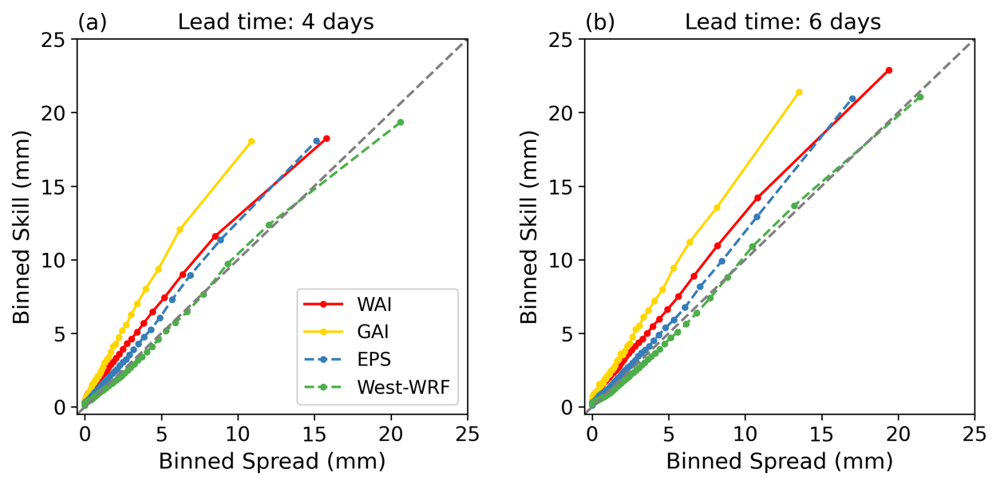 (a) Lead time: 4 days
25
20
15
10
5
0
Binned Skill (mm)
0 5 10 15 20 25
Binned Spread (mm)
WAI
GAI
EPS
West-WRF
(b) Lead time: 6 days
25
20
15
10
5
0
Binned Skill (mm)
0 5 10 15 20 25
Binned Spread (mm)